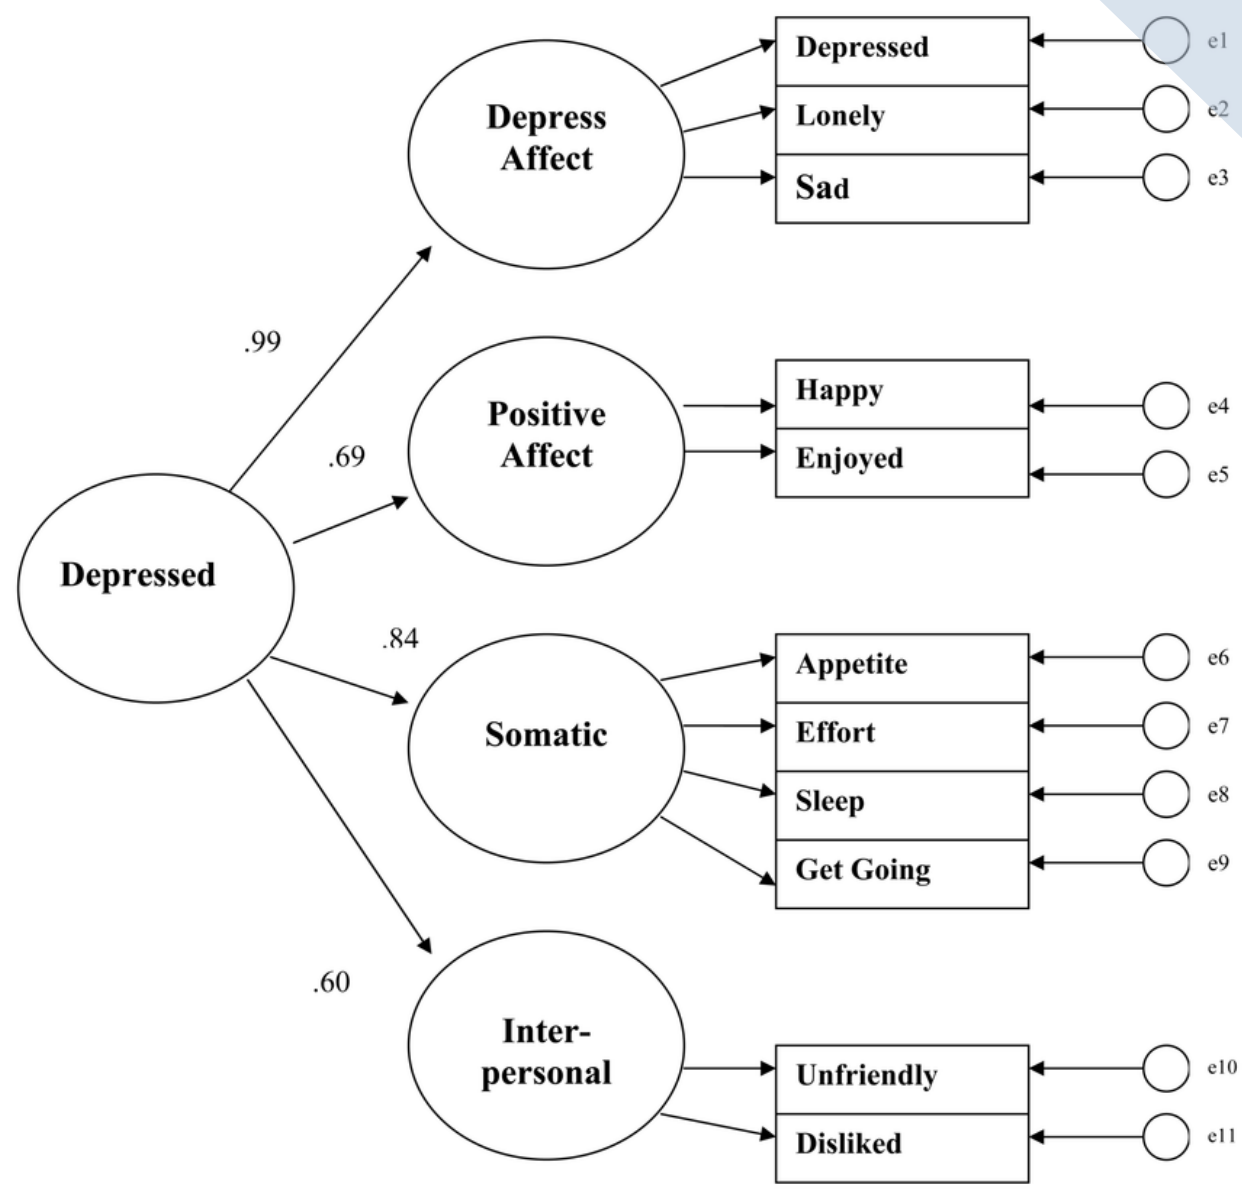 Depress
Affect
Depressed
e1
Lonely
e2
Sad
e3
.99
Positive
Affect
Happy
e4
Enjoyed
e5
.69
Depressed
.84
Somatic
Appetite
e6
Effort
e7
Sleep
e8
Get Going
e9
.60
Inter-
personal
Unfriendly
e10
Disliked
e11